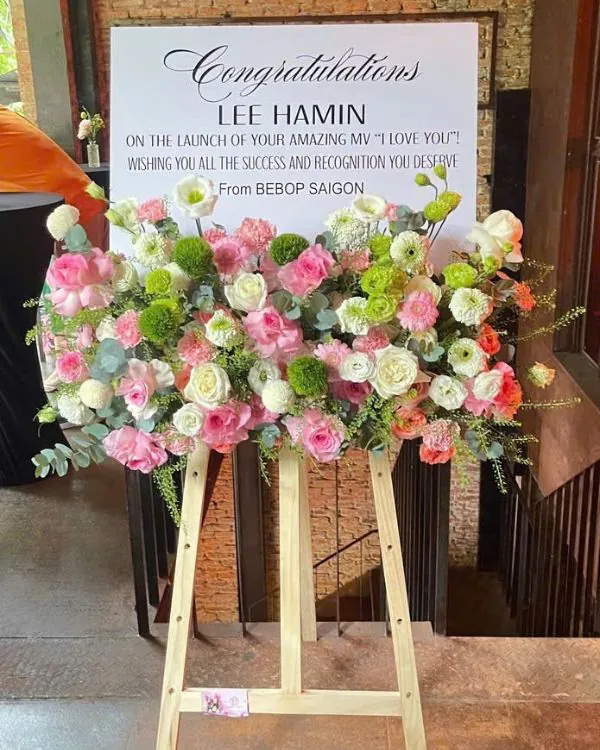 Congratulations
LEE HAMIN
ON THE LAUNCH OF YOUR AMAZING MV "I LOVE YOU"!
WISHING YOU ALL THE SUCCESS AND RECOGNITION YOU DESERVE
From BEBOP SAIGON